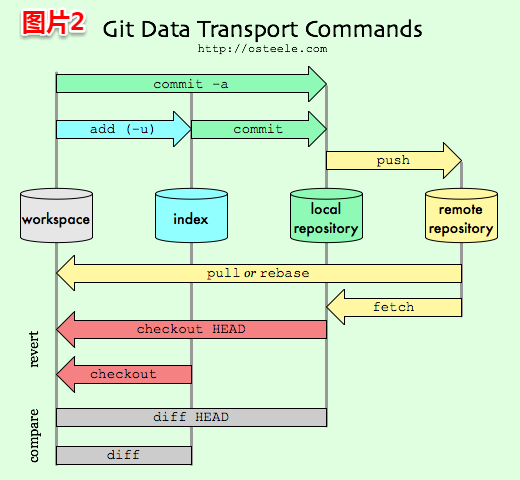 图片2
Git Data Transport Commands
http://osteele.com
commit -a
add (-u)
commit
push
workspace
index
local
repository
remote
repository
pull or rebase
fetch
revert
checkout HEAD
checkout
compare
diff HEAD
diff